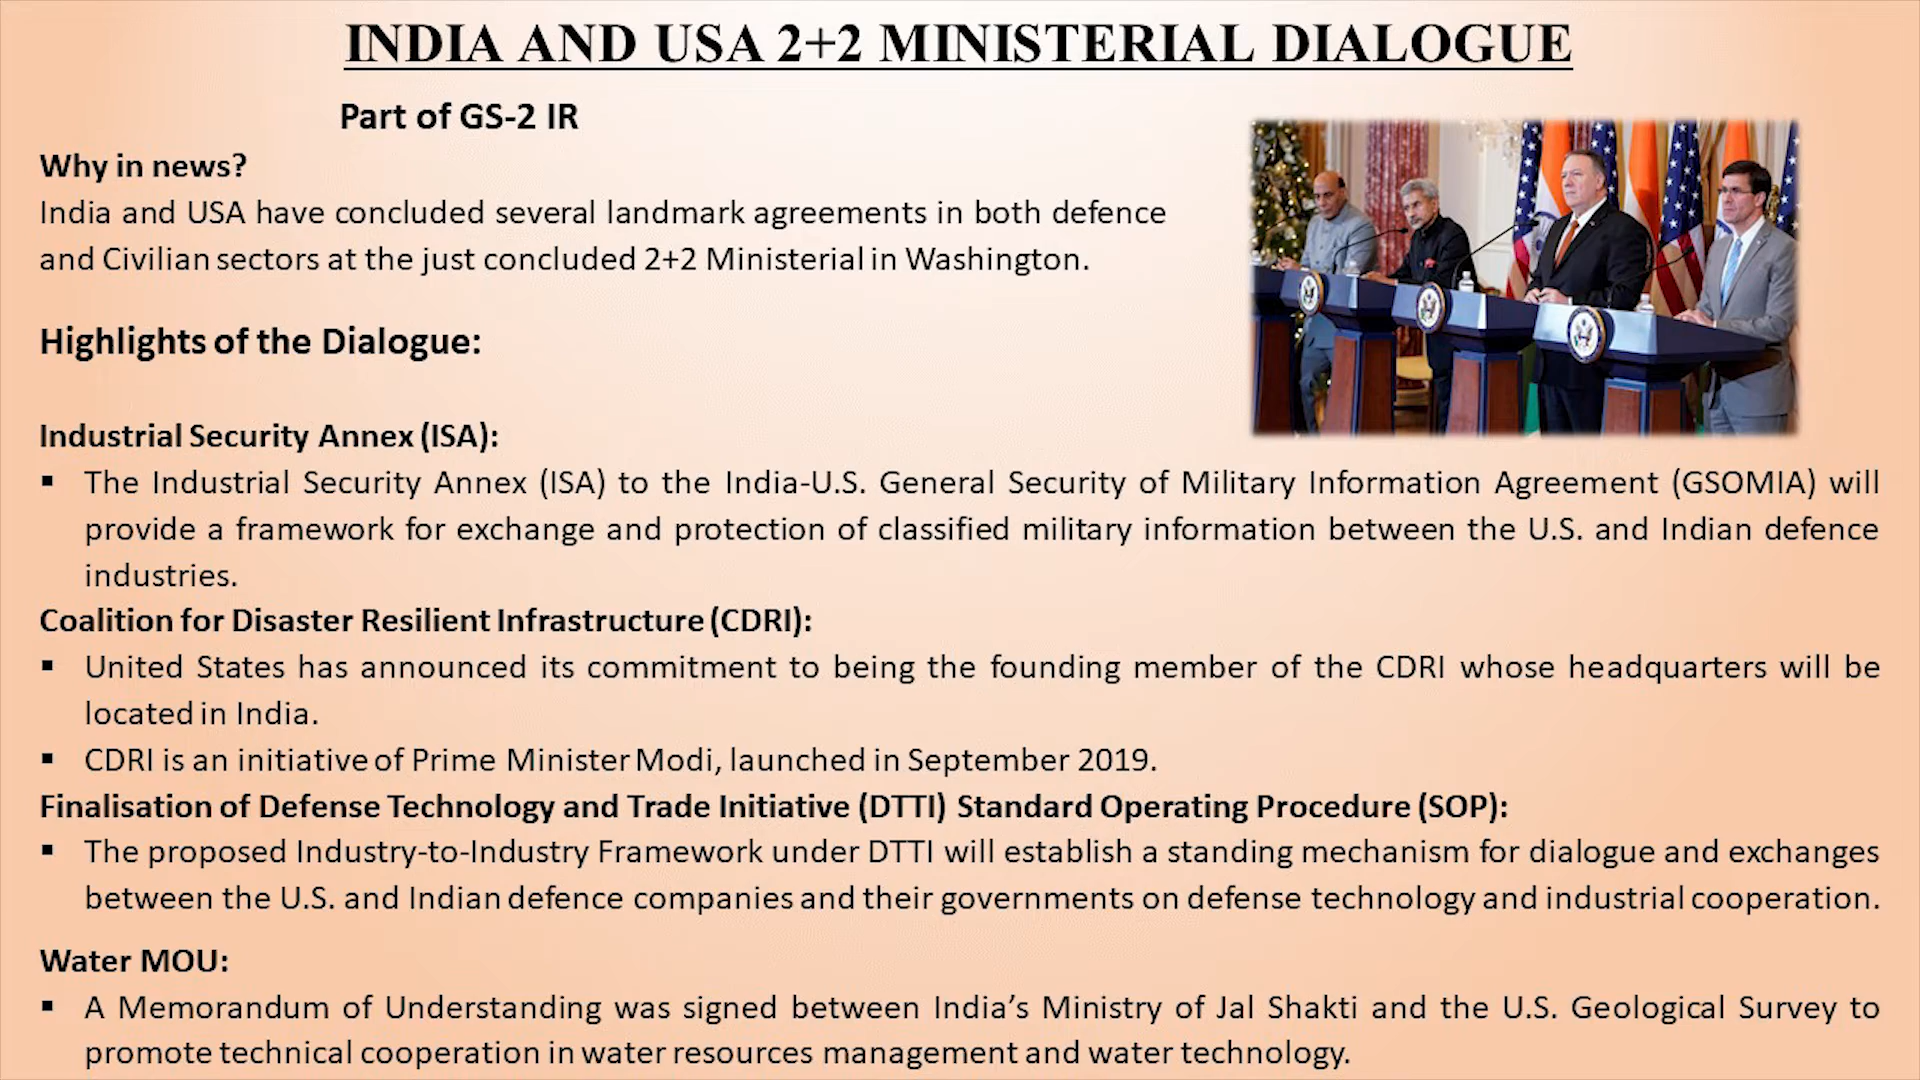 INDIA AND USA 2+2 MINISTERIAL DIALOGUE
Part of GS-2 IR
Why in news?
India and USA have concluded several landmark agreements in both defence
and Civilian sectors at the just concluded 2+2 Ministerial in Washington.
Highlights of the Dialogue:
Industrial Security Annex (ISA):
▪ The Industrial Security Annex (ISA) to the India-U.S. General Security of Military Information Agreement (GSOMIA) will
provide a framework for exchange and protection of classified military information between the U.S. and Indian defence
industries.
Coalition for Disaster Resilient Infrastructure (CDRI):
▪ United States has announced its commitment to being the founding member of the CDRI whose headquarters will be
located in India.
▪ CDRI is an initiative of Prime Minister Modi, launched in September 2019.
Finalisation of Defense Technology and Trade Initiative (DTTI) Standard Operating Procedure (SOP):
▪ The proposed Industry-to-Industry Framework under DTTI will establish a standing mechanism for dialogue and exchanges
between the U.S. and Indian defence companies and their governments on defense technology and industrial cooperation.
Water MOU:
▪ A Memorandum of Understanding was signed between India’s Ministry of Jal Shakti and the U.S. Geological Survey to
promote technical cooperation in water resources management and water technology.